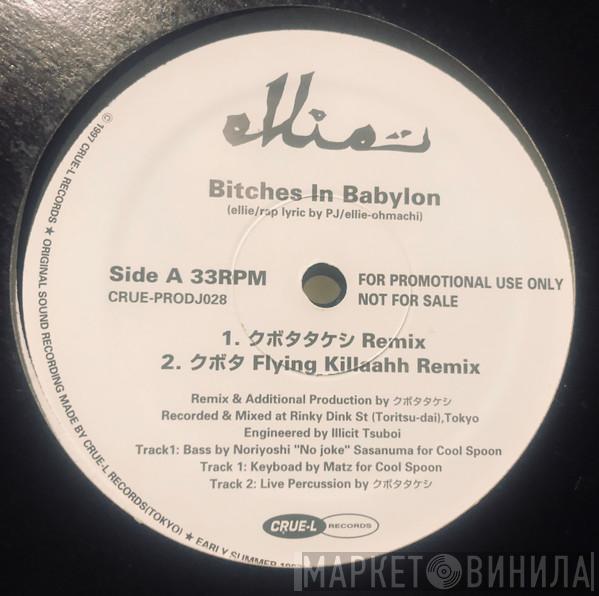 ellie
Bitches In Babylon
(ellie/rap lyric by PJ/ellie-ohmachi)
Side A 33RPM
CRUE-PRODJ028
FOR PROMOTIONAL USE ONLY
NOT FOR SALE
1. クボタタケシ Remix
2. クボタ Flying Killaahh Remix
Remix & Additional Production by クボタタケシ
Recorded & Mixed at Rinky Dink St (Toritsu-dai),Tokyo
Engineered by Illicit Tsuboi
Track1: Bass by Noriyoshi "No joke" Sasanuma for Cool Spoon
Track 1: Keyboad by Matz for Cool Spoon
Track 2: Live Percussion by クボタタケシ
CRUE-L RECORDS
© 1997 CRUE-L RECORDS ★ ORIGINAL SOUND RECORDING MADE BY CRUE-L RECORDS(TOKYO) ★ EARLY SUMMER
МАРКЕТ ВИНИЛА